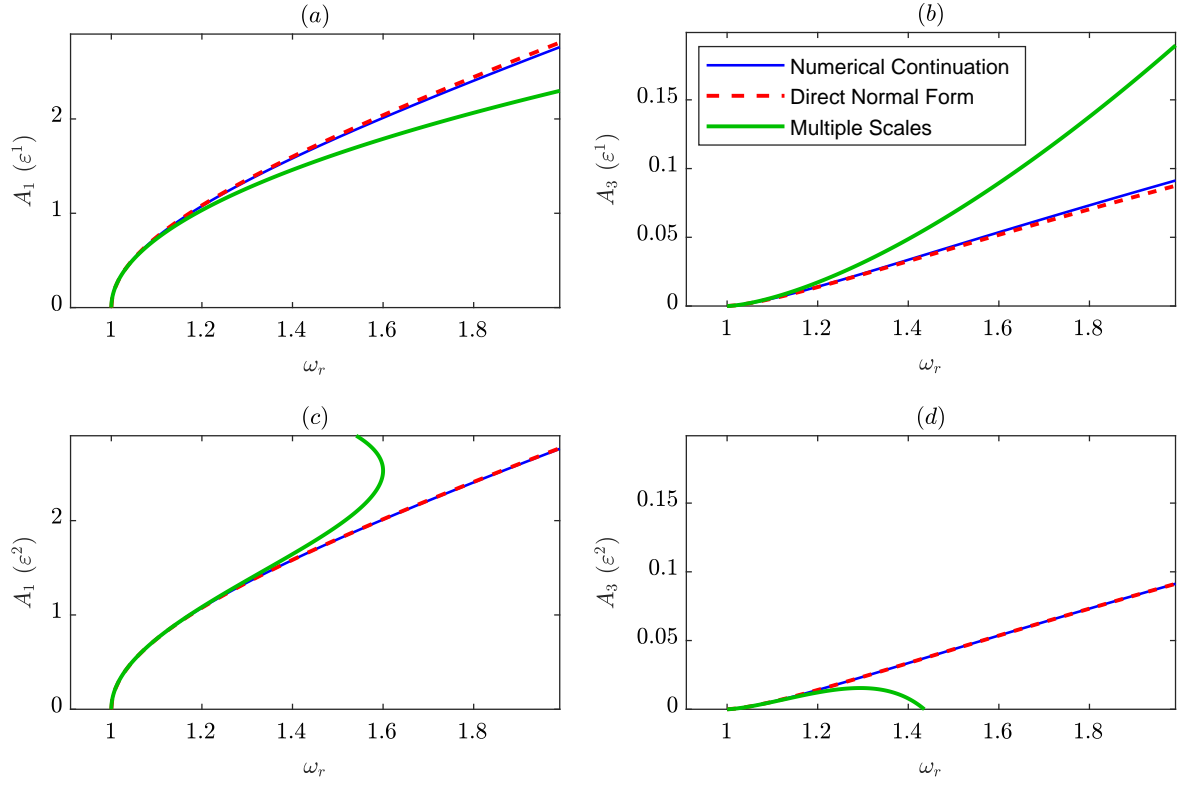 (a)
A₁ (ε¹)
2
1
0
1 1.2 1.4 1.6 1.8
ωᵣ
(b)
A₃ (ε¹)
0.15
0.1
0.05
0
Numerical Continuation
Direct Normal Form
Multiple Scales
1 1.2 1.4 1.6 1.8
ωᵣ
(c)
A₁ (ε²)
2
1
0
1 1.2 1.4 1.6 1.8
ωᵣ
(d)
A₃ (ε²)
0.15
0.1
0.05
0
1 1.2 1.4 1.6 1.8
ωᵣ